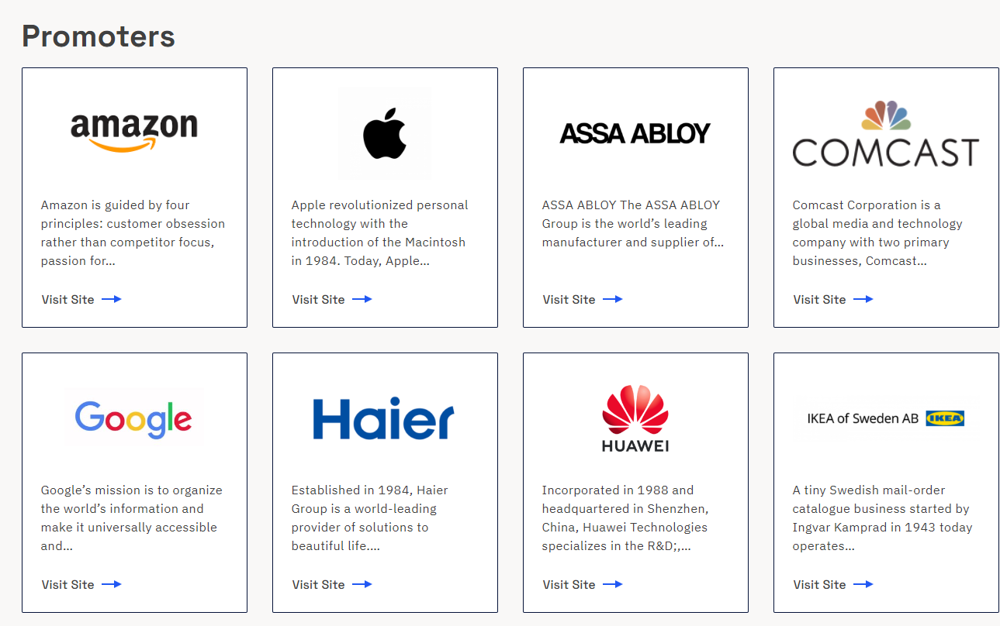 Promoters
amazon
Amazon is guided by four
principles: customer obsession
rather than competitor focus,
passion for...
Visit Site
Apple revolutionized personal
technology with the
introduction of the Macintosh
in 1984. Today, Apple...
Visit Site
ASSA ABLOY
ASSA ABLOY The ASSA ABLOY
Group is the world’s leading
manufacturer and supplier of...
Visit Site
COMCAST
Comcast Corporation is a
global media and technology
company with two primary
businesses, Comcast...
Visit Site
Google
Google’s mission is to organize
the world’s information and
make it universally accessible
and...
Visit Site
Haier
Established in 1984, Haier
Group is a world-leading
provider of solutions to
beautiful life....
Visit Site
HUAWEI
Incorporated in 1988 and
headquartered in Shenzhen,
China, Huawei Technologies
specializes in the R&D;,...
Visit Site
IKEA of Sweden AB IKEA
A tiny Swedish mail-order
catalogue business started by
Ingvar Kamprad in 1943 today
operates...
Visit Site